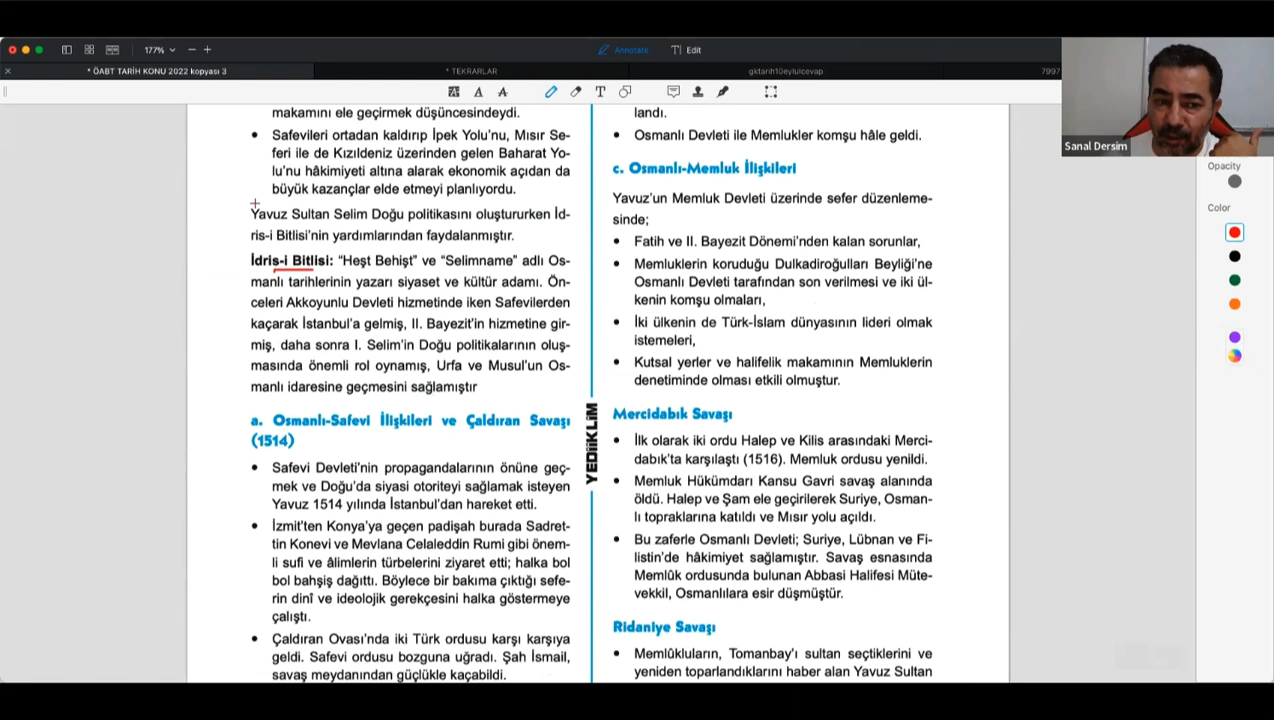 177%
Annotate
Edit
* ÖABT TARİH KONU 2022 kopyası 3
* TEKRARLAR
gktarih10eylulcevap
7997
Sanal Dersim
Opacity
Color
makamını ele geçirmek düşüncesindeydi.
• Safevileri ortadan kaldırıp İpek Yolu'nu, Mısır Se-
feri ile de Kızıldeniz üzerinden gelen Baharat Yo-
lu'nu hâkimiyeti altına alarak ekonomik açıdan da
büyük kazançlar elde etmeyi planlıyordu.
Yavuz Sultan Selim Doğu politikasını oluştururken İd-
ris-i Bitlisi'nin yardımlarından faydalanmıştır.
İdris-i Bitlisi: "Heşt Behişt" ve "Selimname" adlı Os-
manlı tarihlerinin yazarı siyaset ve kültür adamı. Ön-
celeri Akkoyunlu Devleti hizmetinde iken Safevilerden
kaçarak İstanbul'a gelmiş, II. Bayezit'in hizmetine gir-
miş, daha sonra I. Selim'in Doğu politikalarının oluş-
masında önemli rol oynamış, Urfa ve Musul'un Os-
manlı idaresine geçmesini sağlamıştır
a. Osmanlı-Safevi İlişkileri ve Çaldıran Savaşı
(1514)
• Safevi Devleti'nin propagandalarının önüne geç-
mek ve Doğu'da siyasi otoriteyi sağlamak isteyen
Yavuz 1514 yılında İstanbul'dan hareket etti.
• İzmit'ten Konya'ya geçen padişah burada Sadret-
tin Konevi ve Mevlana Celaleddin Rumi gibi önem-
li sufi ve âlimlerin türbelerini ziyaret etti; halka bol
bol bahşiş dağıttı. Böylece bir bakıma çıktığı sefe-
rin dinî ve ideolojik gerekçesini halka göstermeye
çalıştı.
• Çaldıran Ovası'nda iki Türk ordusu karşı karşıya
geldi. Safevi ordusu bozguna uğradı. Şah İsmail,
savaş meydanından güçlükle kaçabildi.
YEDİİKLİM
landı.
• Osmanlı Devleti ile Memlukler komşu hâle geldi.
c. Osmanlı-Memluk İlişkileri
Yavuz'un Memluk Devleti üzerinde sefer düzenleme-
sinde;
• Fatih ve II. Bayezit Dönemi'nden kalan sorunlar,
• Memluklerin koruduğu Dulkadiroğulları Beyliği'ne
Osmanlı Devleti tarafından son verilmesi ve iki ül-
kenin komşu olmaları,
• İki ülkenin de Türk-İslam dünyasının lideri olmak
istemeleri,
• Kutsal yerler ve halifelik makamının Memluklerin
denetiminde olması etkili olmuştur.
Mercidabık Savaşı
• İlk olarak iki ordu Halep ve Kilis arasındaki Merci-
dabık'ta karşılaştı (1516). Memluk ordusu yenildi.
• Memluk Hükümdarı Kansu Gavri savaş alanında
öldü. Halep ve Şam ele geçirilerek Suriye, Osman-
lı topraklarına katıldı ve Mısır yolu açıldı.
• Bu zaferle Osmanlı Devleti; Suriye, Lübnan ve Fi-
listin'de hâkimiyet sağlamıştır. Savaş esnasında
Memlûk ordusunda bulunan Abbasi Halifesi Müte-
vekkil, Osmanlılara esir düşmüştür.
Ridaniye Savaşı
• Memlûkluların, Tomanbay'ı sultan seçtiklerini ve
yeniden toparlandıklarını haber alan Yavuz Sultan